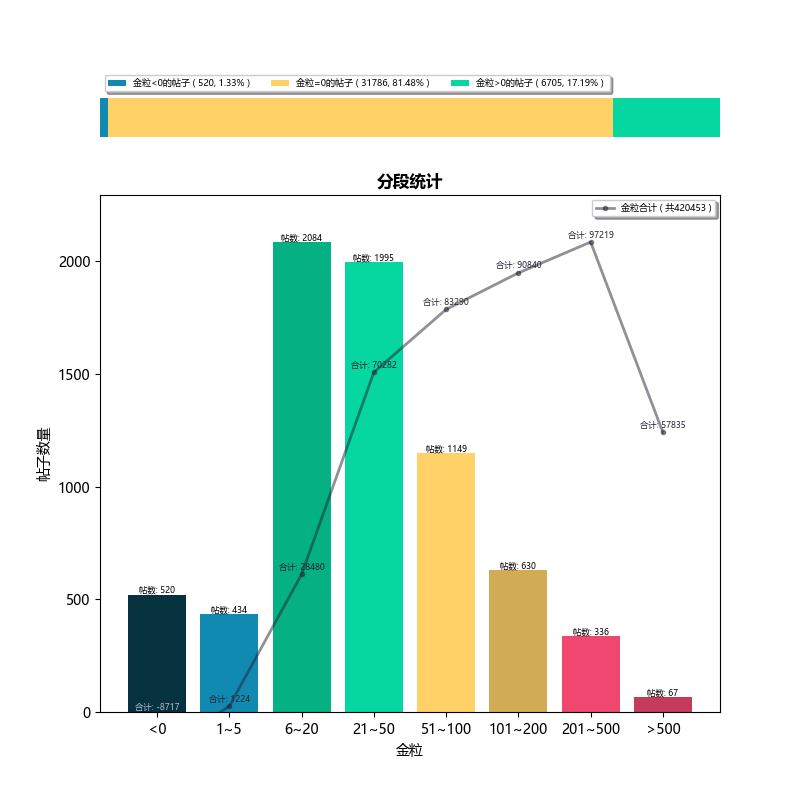 金粒<0的帖子 ( 520, 1.33% )
金粒=0的帖子 ( 31786, 81.48% )
金粒>0的帖子 ( 6705, 17.19% )
分段统计
金粒合计 ( 共420453 )
合计: 97219
帖数: 2084
2000
帖数: 1995
合计: 90840
合计: 83290
1500
合计: 70282
合计: 57835
帖数: 1149
1000
帖子数量
合计: 28480
帖数: 630
帖数: 520
500
帖数: 434
帖数: 336
帖数: 67
合计: 1224
合计: -8717
0
<0
1~5
6~20
21~50
51~100
101~200
201~500
>500
金粒